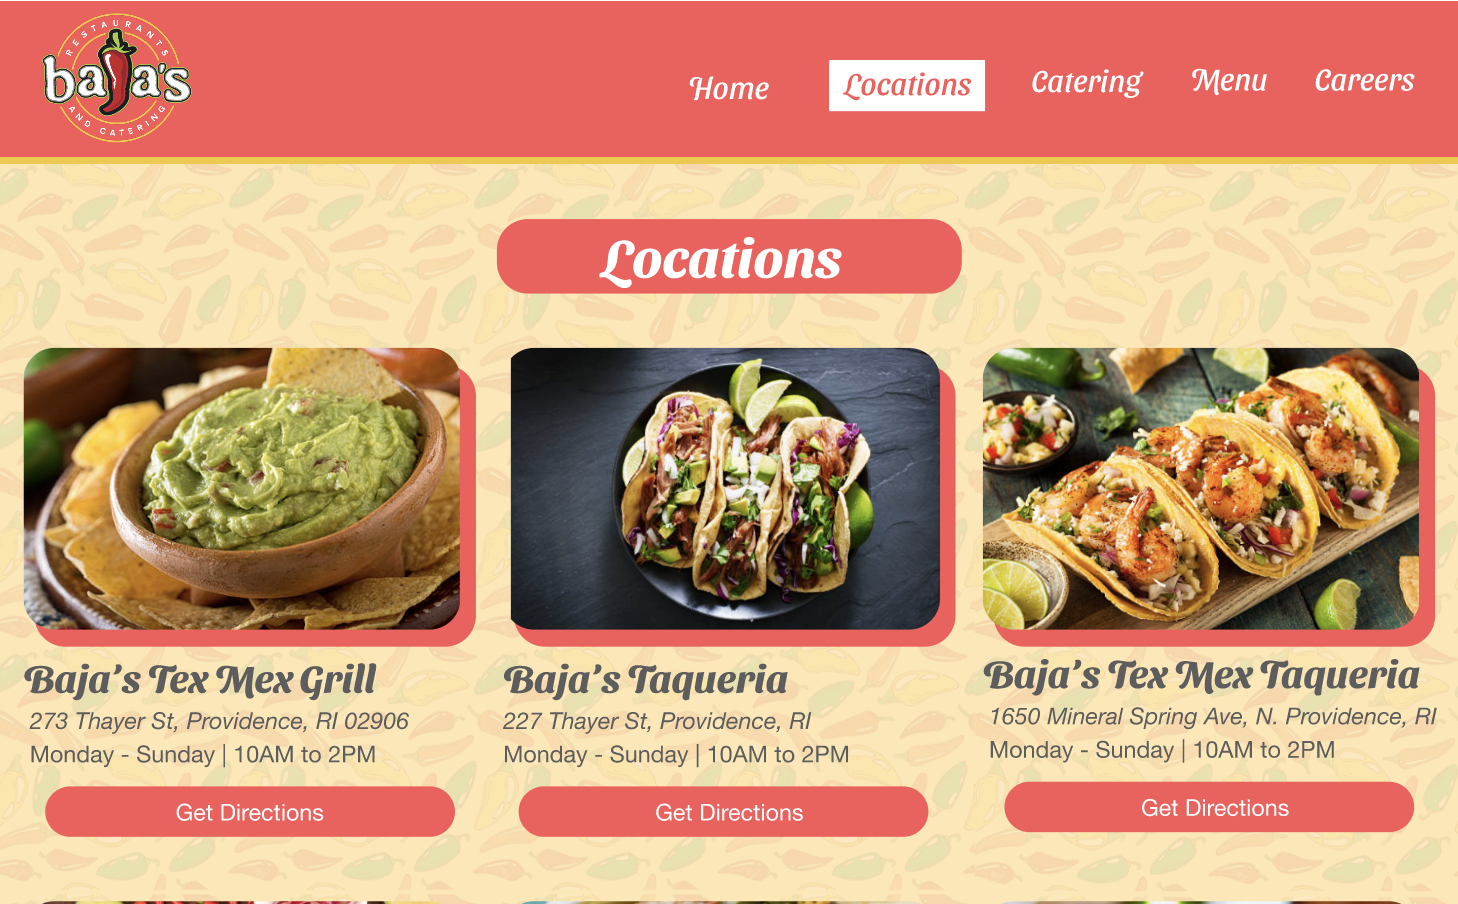 RESTAURANTS
baja's
AND CATERING
Home
Locations
Catering
Menu
Careers
Locations
Baja's Tex Mex Grill
273 Thayer St, Providence, RI 02906
Monday - Sunday | 10AM to 2PM
Get Directions
Baja's Taqueria
227 Thayer St, Providence, RI
Monday - Sunday | 10AM to 2PM
Get Directions
Baja's Tex Mex Taqueria
1650 Mineral Spring Ave, N. Providence, RI
Monday - Sunday | 10AM to 2PM
Get Directions